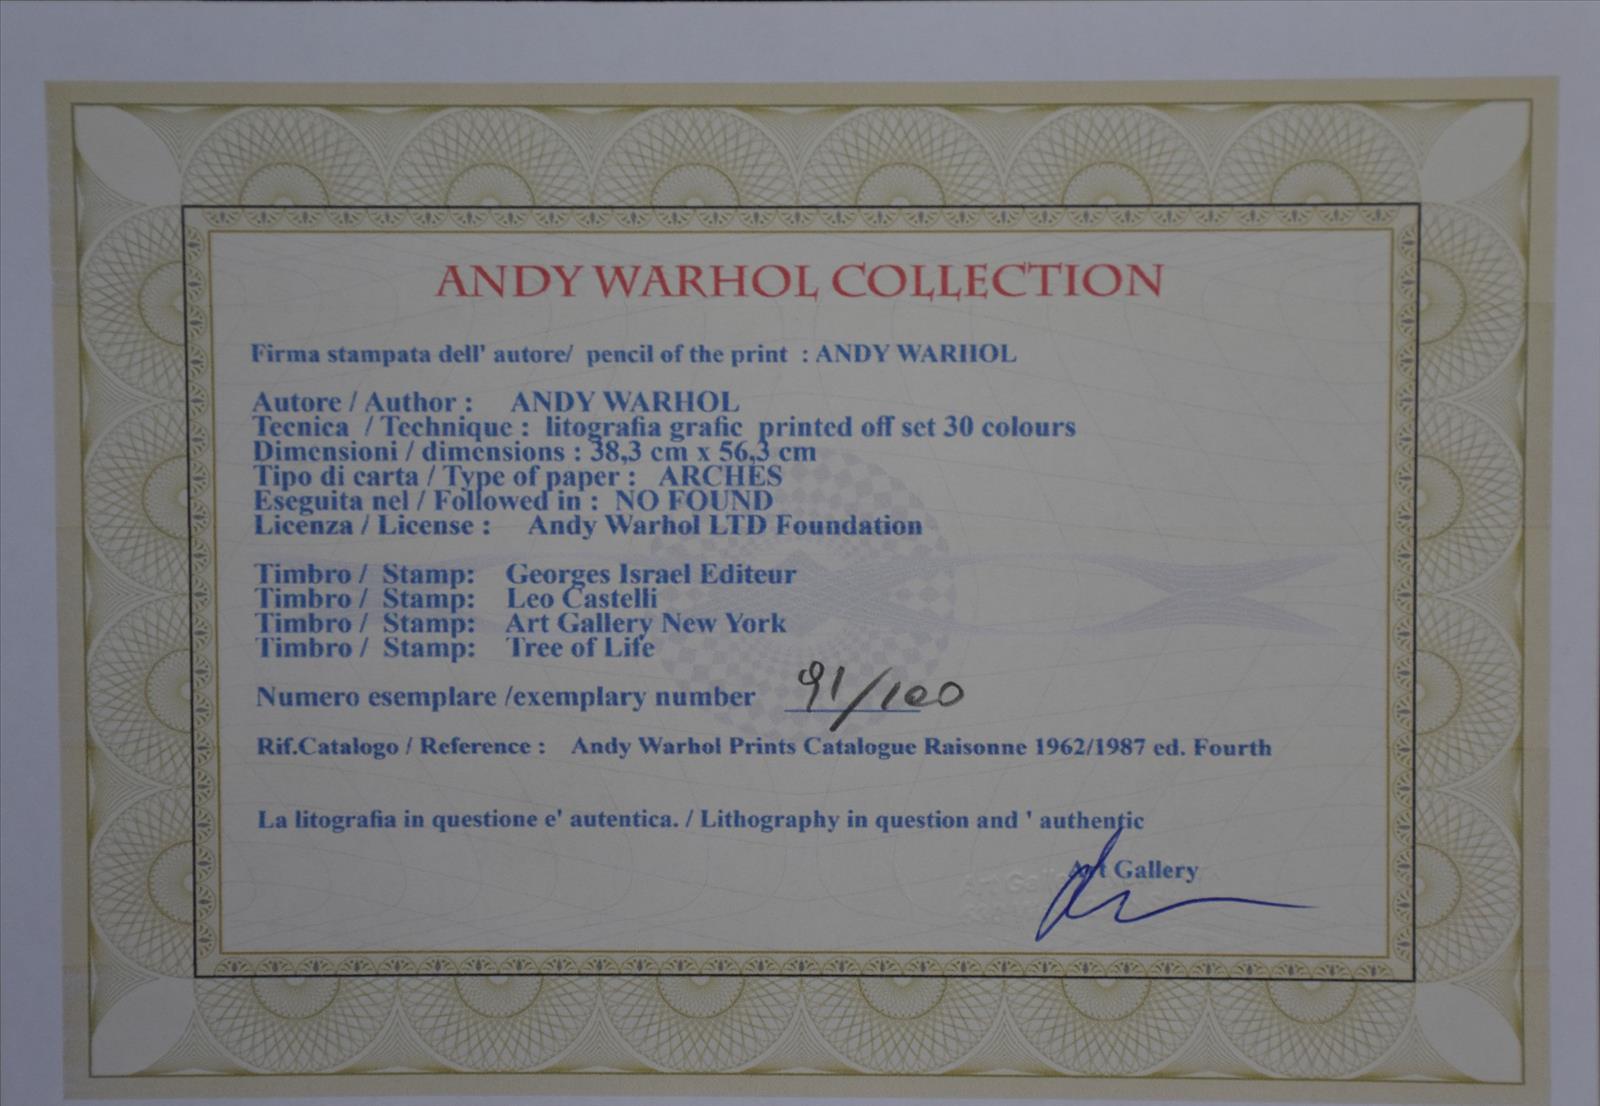 ANDY WARHOL COLLECTION
Firma stampata dell' autore/ pencil of the print : ANDY WARHOL
Autore / Author : ANDY WARHOL
Tecnica / Technique : litografia grafic printed off set 30 colours
Dimensioni / dimensions : 38,3 cm x 56,3 cm
Tipo di carta / Type of paper : ARCHES
Eseguita nel / Followed in : NO FOUND
Licenza / License : Andy Warhol LTD Foundation
Timbro / Stamp: Georges Israel Editeur
Timbro / Stamp: Leo Castelli
Timbro / Stamp: Art Gallery New York
Timbro / Stamp: Tree of Life
Numero esemplare /exemplary number 91/100
Rif.Catalogo / Reference : Andy Warhol Prints Catalogue Raisonne 1962/1987 ed. Fourth
La litografia in questione e' autentica. / Lithography in question and ' authentic
Art Gallery